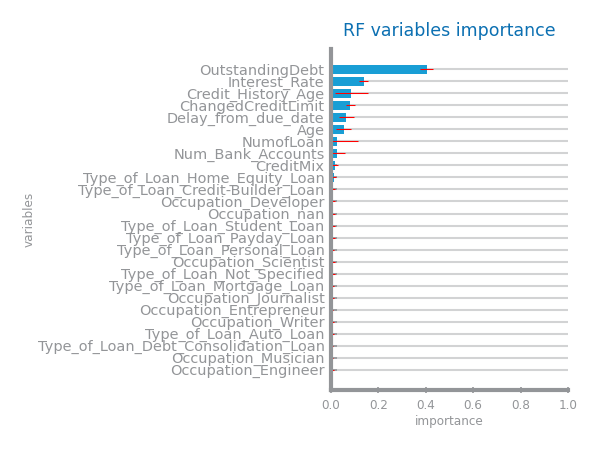 RF variables importance
OutstandingDebt
Interest_Rate
Credit_History_Age
ChangedCreditLimit
Delay_from_due_date
Age
NumofLoan
Num_Bank_Accounts
CreditMix
Type_of_Loan_Home_Equity_Loan
Type_of_Loan_Credit-Builder_Loan
Occupation_Developer
Occupation_nan
Type_of_Loan_Student_Loan
Type_of_Loan_Payday_Loan
Type_of_Loan_Personal_Loan
Occupation_Scientist
Type_of_Loan_Not_Specified
Type_of_Loan_Mortgage_Loan
Occupation_Journalist
Occupation_Entrepreneur
Occupation_Writer
Type_of_Loan_Auto_Loan
Type_of_Loan_Debt_Consolidation_Loan
Occupation_Musician
Occupation_Engineer
variables
0.0 0.2 0.4 0.6 0.8 1.0
importance